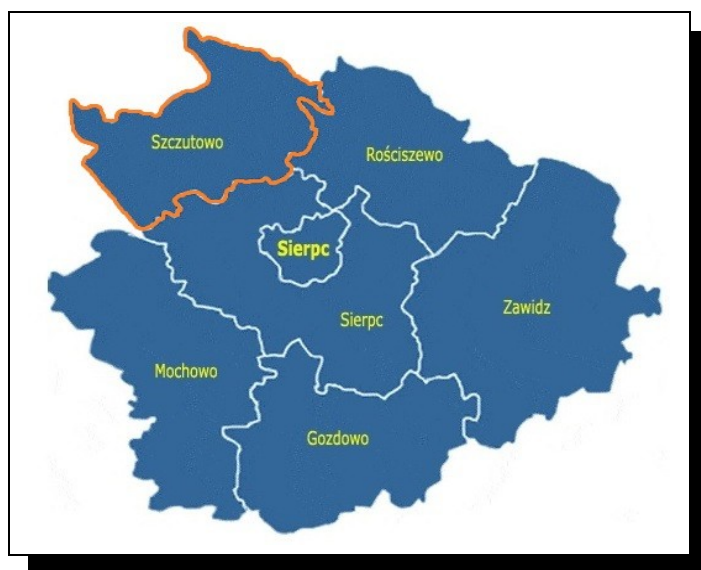 Szczutowo
Rościszewo
Sierpc
Zawidz
Sierpc
Mochowo
Gozdowo